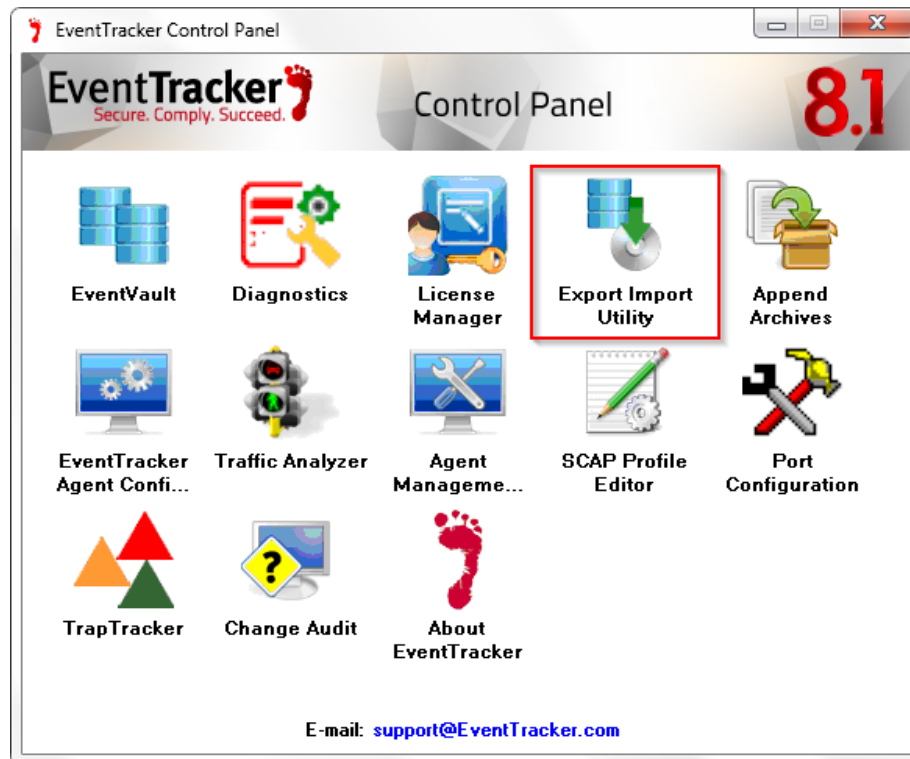 EventTracker Control Panel
EventTracker
Secure. Comply. Succeed.
Control Panel
8.1
EventVault
Diagnostics
License
Manager
Export Import
Utility
Append
Archives
EventTracker
Agent Confi...
Traffic Analyzer
Agent
Manageme...
SCAP Profile
Editor
Port
Configuration
TrapTracker
?
Change Audit
About
EventTracker
E-mail: support@EventTracker.com